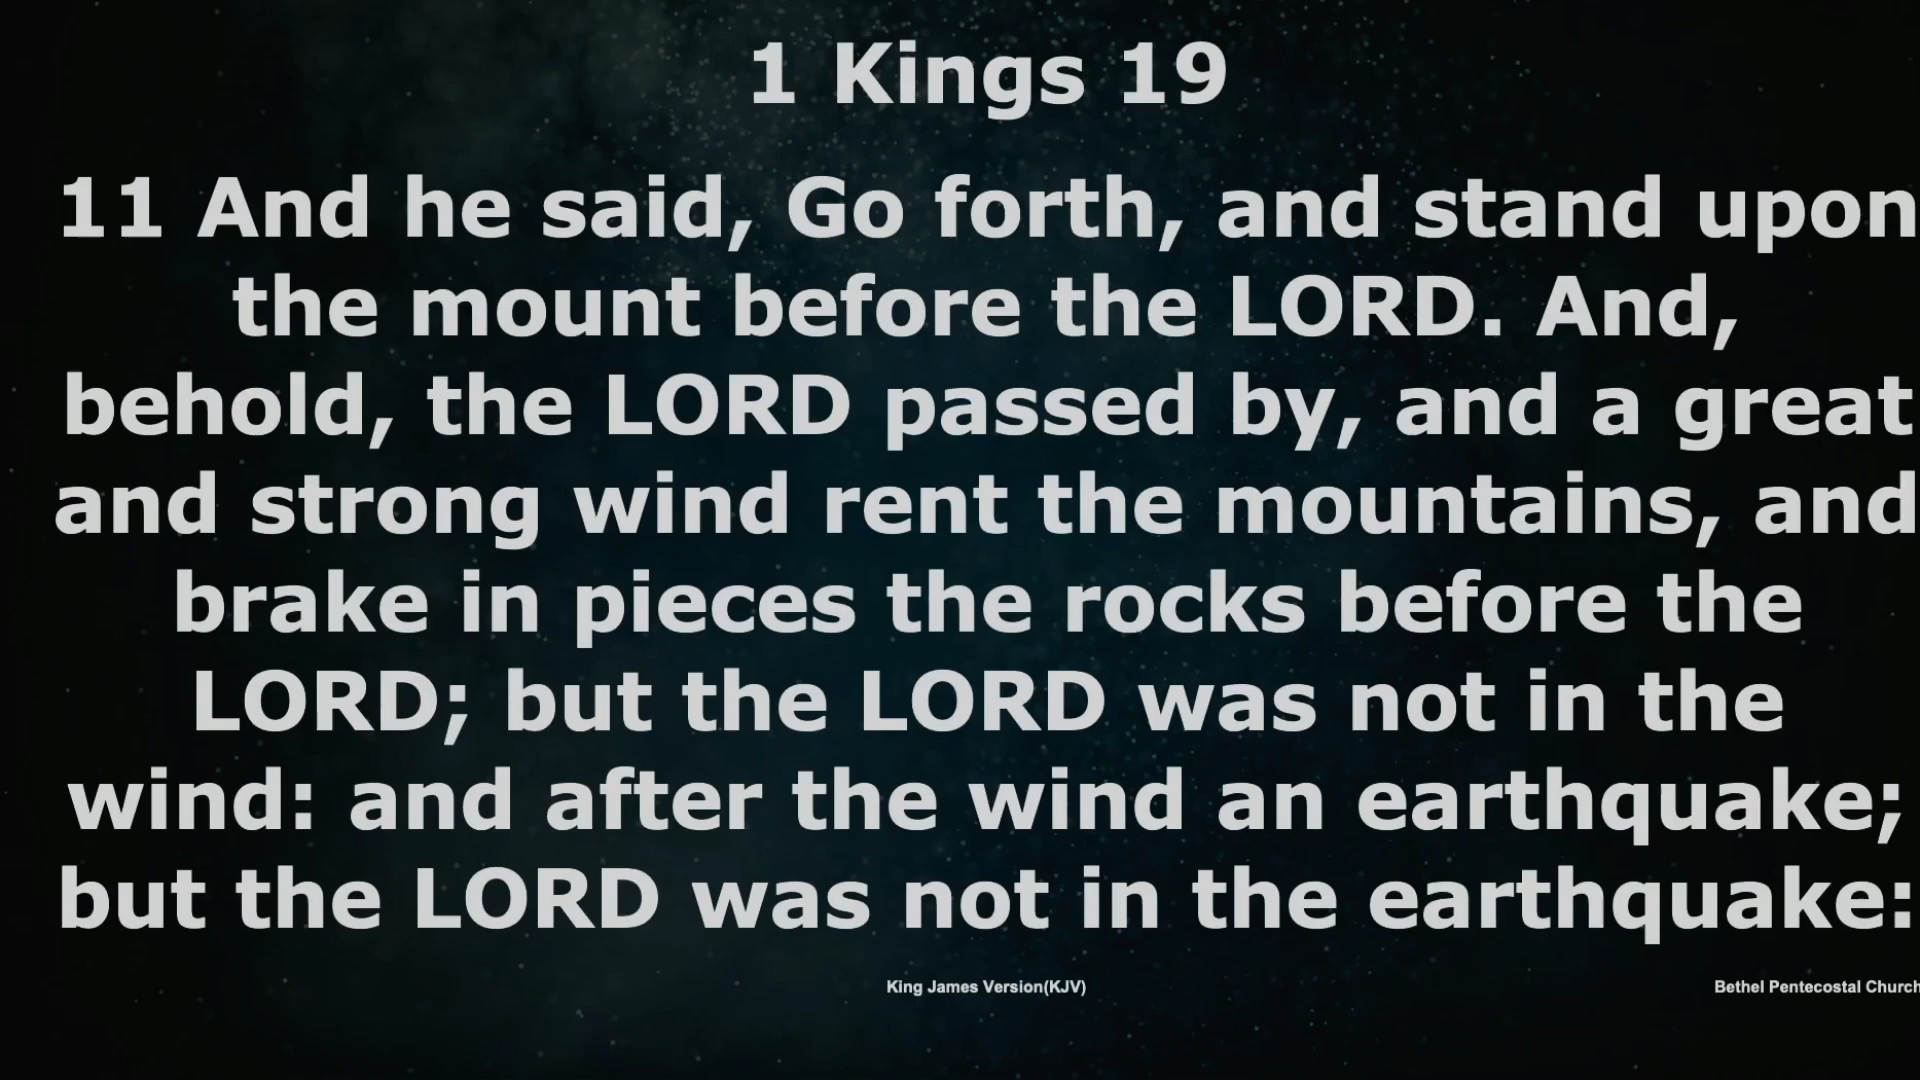 1 Kings 19
11 And he said, Go forth, and stand upon
the mount before the LORD. And,
behold, the LORD passed by, and a great
and strong wind rent the mountains, and
brake in pieces the rocks before the
LORD; but the LORD was not in the
wind: and after the wind an earthquake;
but the LORD was not in the earthquake:
King James Version(KJV)
Bethel Pentecostal Church